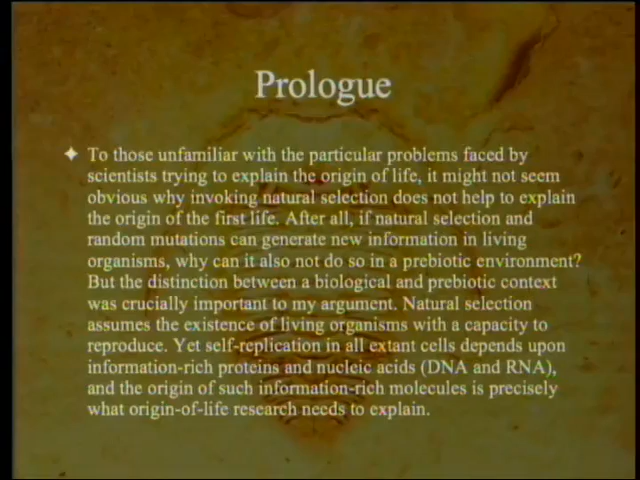 Prologue
To those unfamiliar with the particular problems faced by
scientists trying to explain the origin of life, it might not seem
obvious why invoking natural selection does not help to explain
the origin of the first life. After all, if natural selection and
random mutations can generate new information in living
organisms, why can it also not do so in a prebiotic environment?
But the distinction between a biological and prebiotic context
was crucially important to my argument. Natural selection
assumes the existence of living organisms with a capacity to
reproduce. Yet self-replication in all extant cells depends upon
information-rich proteins and nucleic acids (DNA and RNA),
and the origin of such information-rich molecules is precisely
what origin-of-life research needs to explain.